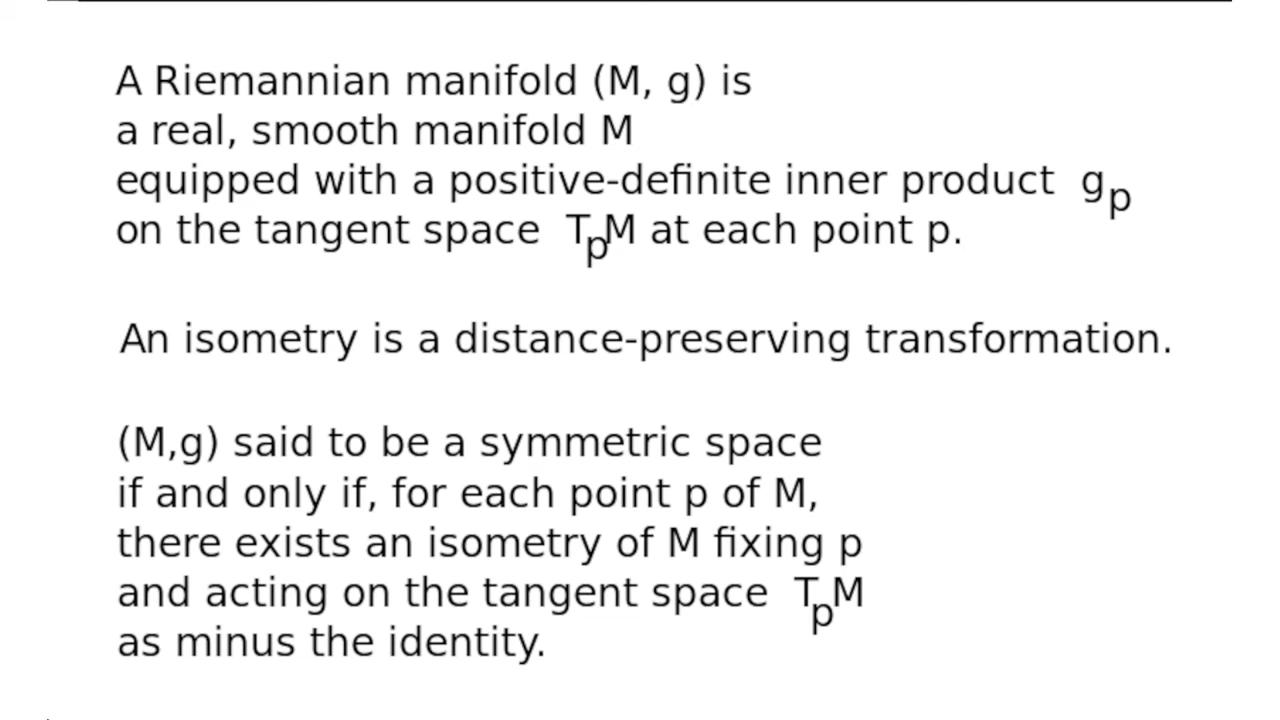 A Riemannian manifold (M, g) is
a real, smooth manifold M
equipped with a positive-definite inner product g_p
on the tangent space T_pM at each point p.
An isometry is a distance-preserving transformation.
(M,g) said to be a symmetric space
if and only if, for each point p of M,
there exists an isometry of M fixing p
and acting on the tangent space T_pM
as minus the identity.